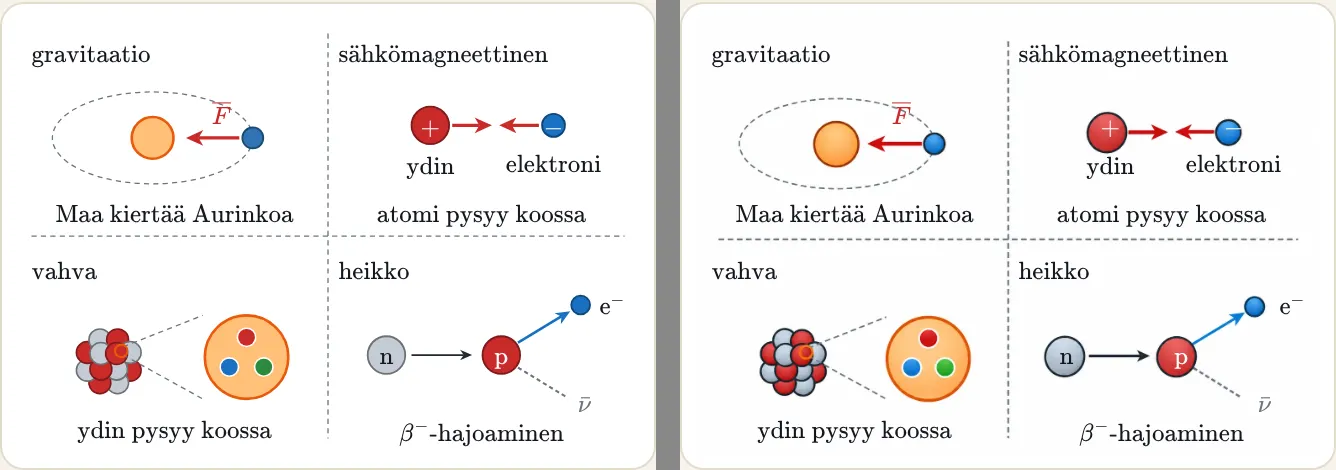 gravitaatio
F̅
Maa kiertää Aurinkoa
sähkömagneettinen
+ −
ydin elektroni
atomi pysyy koossa
vahva
ydin pysyy koossa
heikko
e⁻
n p
ν̅
β⁻-hajoaminen
gravitaatio
F̅
Maa kiertää Aurinkoa
sähkömagneettinen
+ −
ydin elektroni
atomi pysyy koossa
vahva
ydin pysyy koossa
heikko
e⁻
n p
ν̅
β⁻-hajoaminen